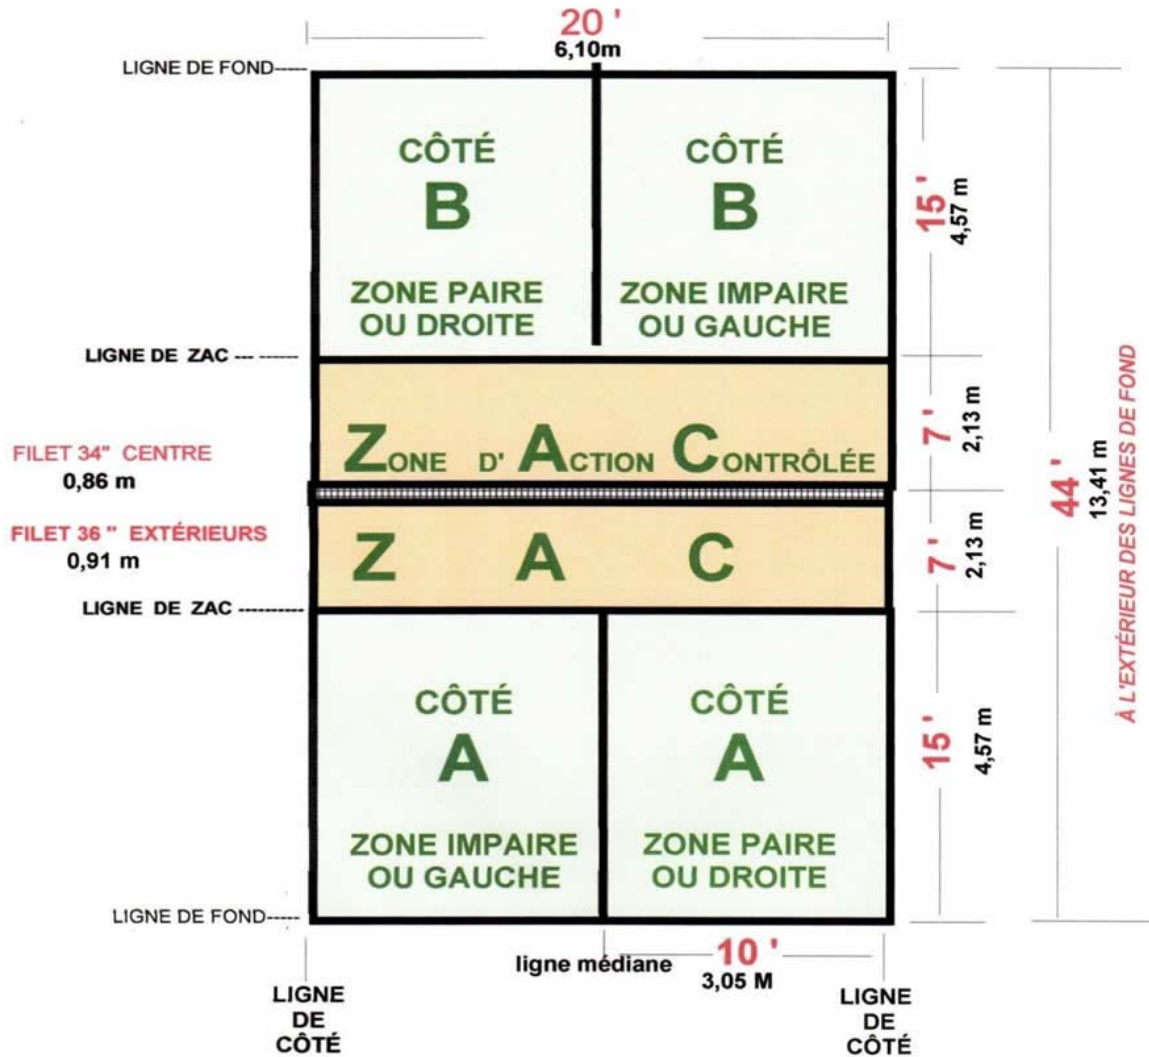 20 '
6,10m
LIGNE DE FOND-----
CÔTÉ
B
ZONE PAIRE
OU DROITE
CÔTÉ
B
ZONE IMPAIRE
OU GAUCHE
15 '
4,57 m
LIGNE DE ZAC --- -----
ZONE D' ACTION CONTRÔLÉE
7 '
2,13 m
FILET 34" CENTRE
0,86 m
FILET 36 " EXTÉRIEURS
0,91 m
Z A C
7 '
2,13 m
44 '
13,41 m
À L'EXTÉRIEUR DES LIGNES DE FOND
LIGNE DE ZAC ----------
CÔTÉ
A
ZONE IMPAIRE
OU GAUCHE
CÔTÉ
A
ZONE PAIRE
OU DROITE
15 '
4,57 m
LIGNE DE FOND-----
ligne médiane
10 '
3,05 M
LIGNE
DE
CÔTÉ
LIGNE
DE
CÔTÉ